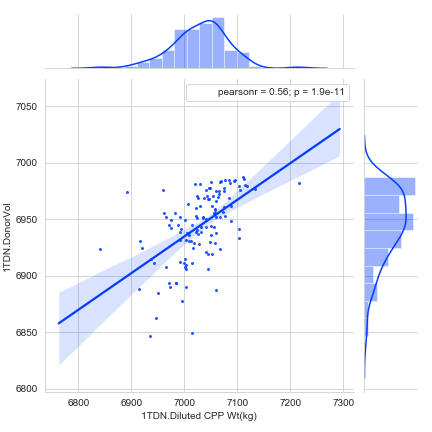 pearsonr = 0.56; p = 1.9e-11
7050
7000
6950
6900
6850
6800
1TDN.DonorVol
6800 6900 7000 7100 7200 7300
1TDN.Diluted CPP Wt(kg)